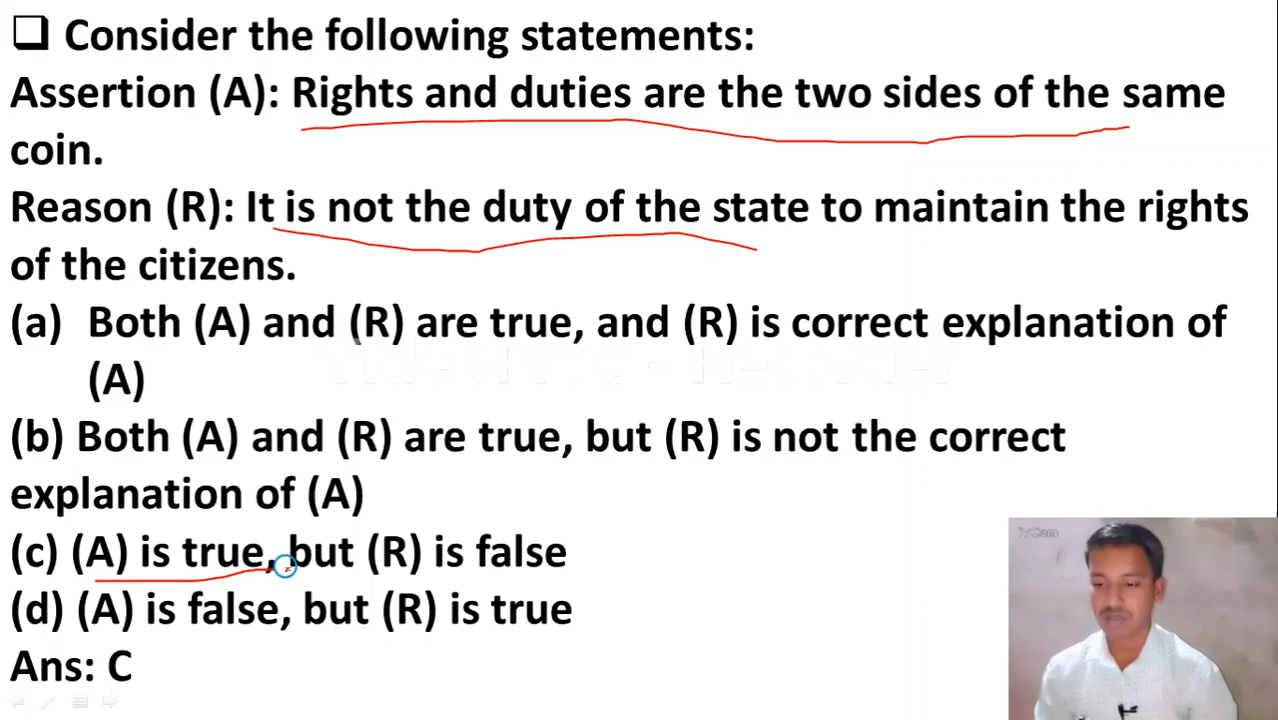 Consider the following statements:
Assertion (A): Rights and duties are the two sides of the same
coin.
Reason (R): It is not the duty of the state to maintain the rights
of the citizens.
(a) Both (A) and (R) are true, and (R) is correct explanation of
(A)
(b) Both (A) and (R) are true, but (R) is not the correct
explanation of (A)
(c) (A) is true, but (R) is false
(d) (A) is false, but (R) is true
Ans: C
iVCam